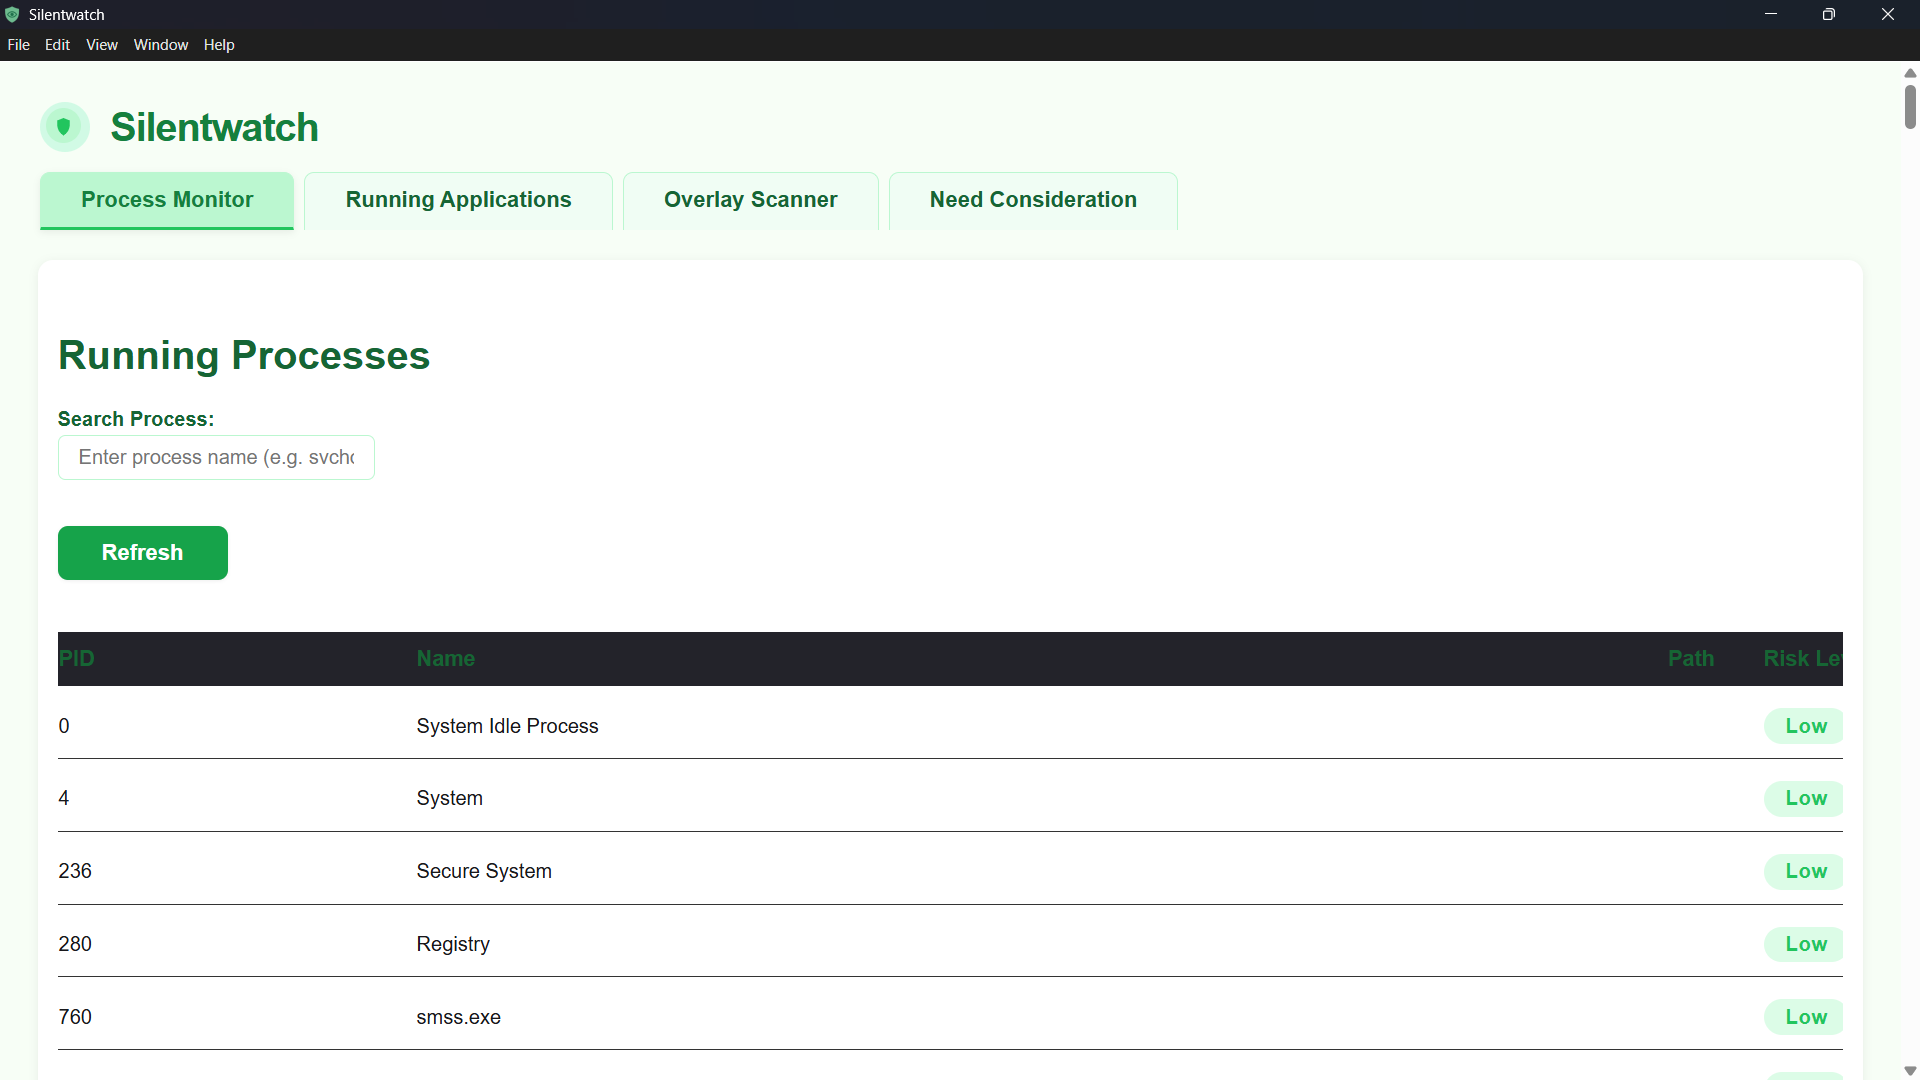 Silentwatch
File Edit View Window Help
Silentwatch
Process Monitor Running Applications Overlay Scanner Need Consideration
Running Processes
Search Process:
Enter process name (e.g. svch
Refresh
PID Name Path Risk Le
0 System Idle Process Low
4 System Low
236 Secure System Low
280 Registry Low
760 smss.exe Low